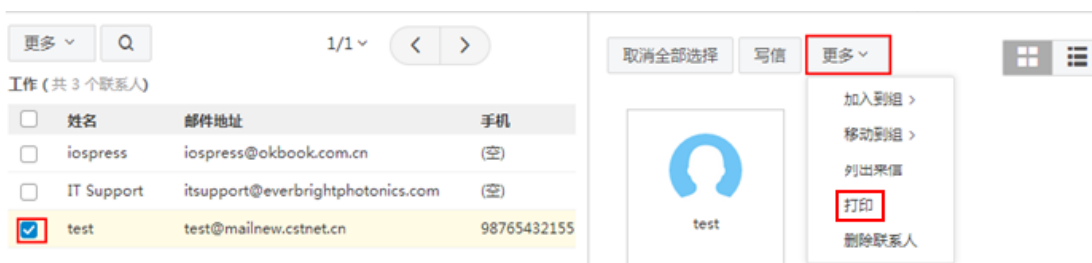 更多
1/1
工作 (共 3 个联系人)
姓名 邮件地址 手机
iospress iospress@okbook.com.cn (空)
IT Support itsupport@everbrightphotonics.com (空)
test test@mailnew.cstnet.cn 98765432155
取消全部选择 写信 更多
test
加入到组 >
移动到组 >
列出来信
打印
删除联系人